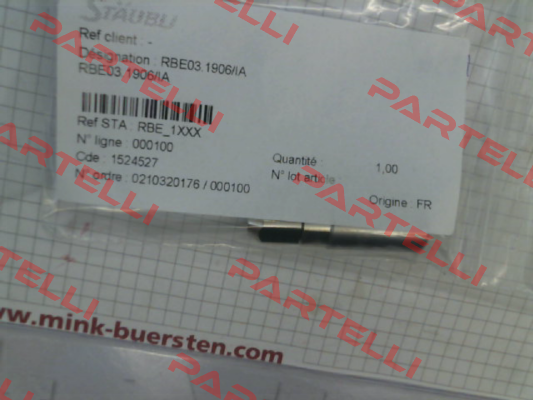 STÄUBLI
Ref client : -
Désignation : RBE03.1906/IA
RBE03.1906/IA
Ref STA : RBE_1XXX
N° ligne : 000100
Cde : 1524527
N° ordre : 0210320176 / 000100
Quantité : 1,00
N° lot article :
Origine FR
www.mink-buersten.com
PARTELLI
PARTELLI
PARTELLI
PARTELLI
PARTELLI